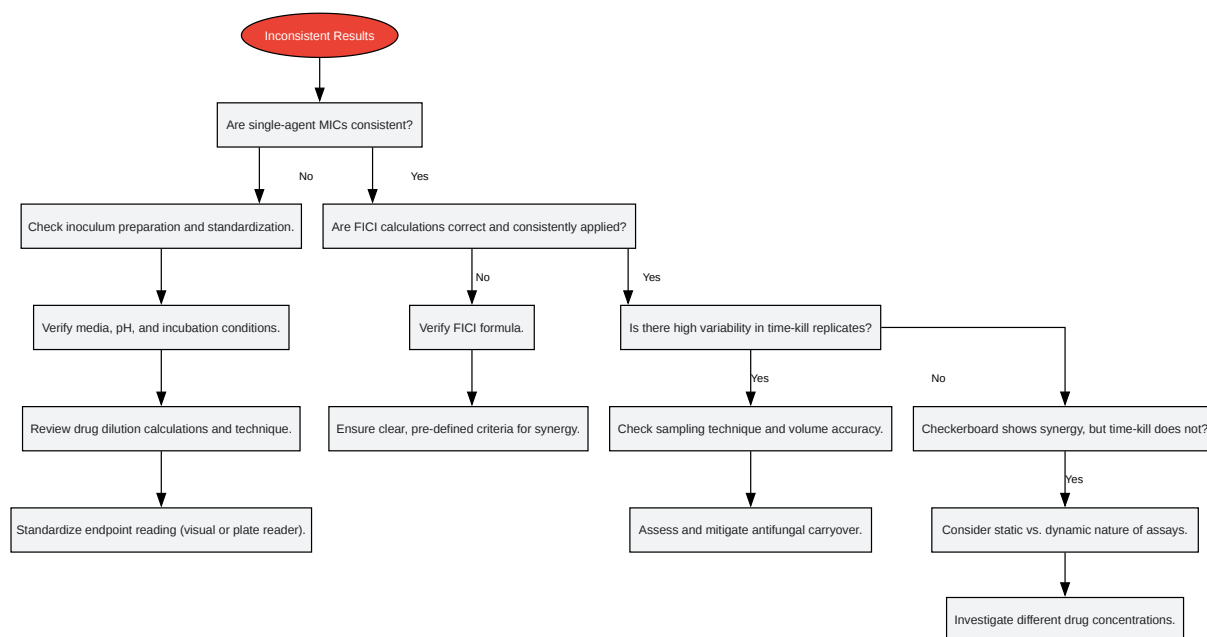 Inconsistent Results
Are single-agent MICs consistent?
No
Yes
Check inoculum preparation and standardization.
Are FICI calculations correct and consistently applied?
No
Yes
Verify media, pH, and incubation conditions.
Verify FICI formula.
Is there high variability in time-kill replicates?
Yes
No
Review drug dilution calculations and technique.
Ensure clear, pre-defined criteria for synergy.
Check sampling technique and volume accuracy.
Checkerboard shows synergy, but time-kill does not?
Yes
Standardize endpoint reading (visual or plate reader).
Assess and mitigate antifungal carryover.
Consider static vs. dynamic nature of assays.
Investigate different drug concentrations.